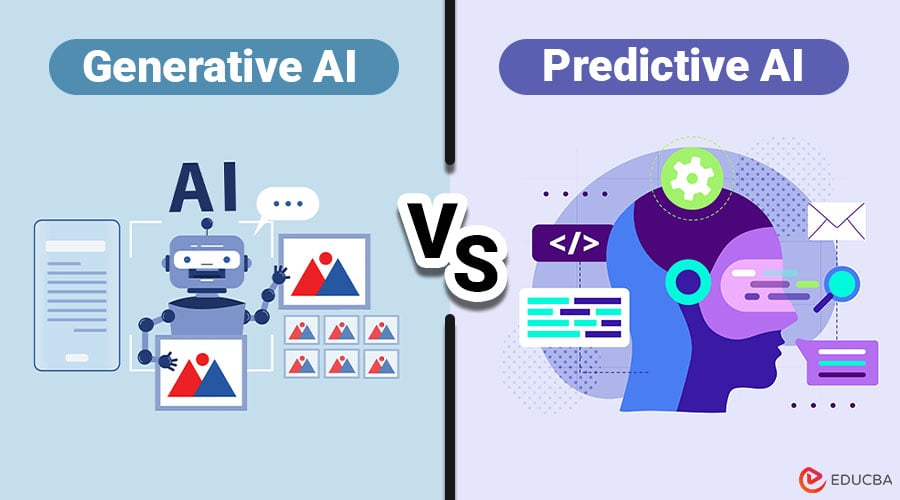 Generative AI
Predictive AI
AI
VS
</>
EDUCBA